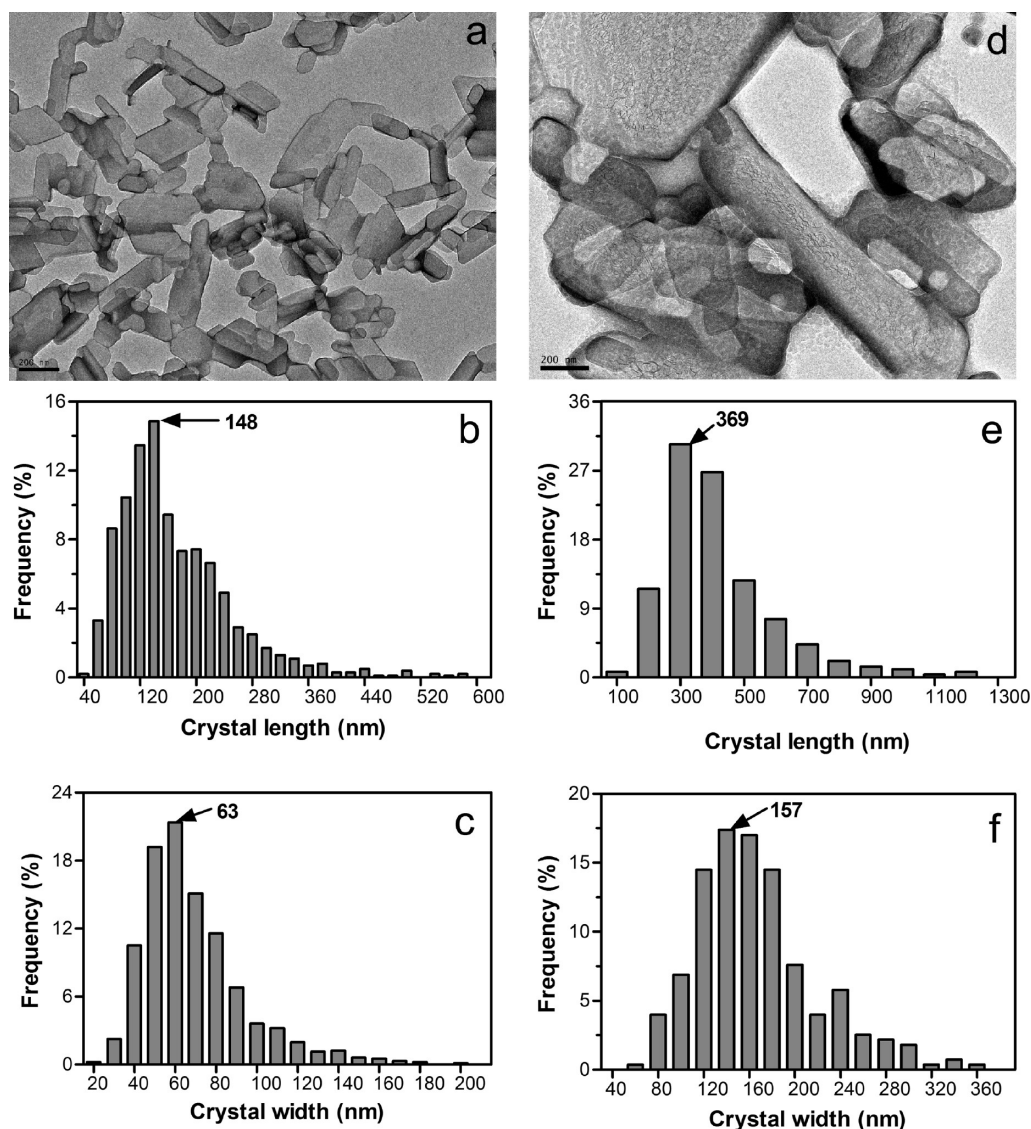 a
200 nm
d
200 nm
16
12
8
4
0
Frequency (%)
148
b
40 120 200 280 360 440 520 600
Crystal length (nm)
36
27
18
9
0
Frequency (%)
369
e
100 300 500 700 900 1100 1300
Crystal length (nm)
24
18
12
6
0
Frequency (%)
63
c
20 40 60 80 100 120 140 160 180 200
Crystal width (nm)
20
15
10
5
0
Frequency (%)
157
f
40 80 120 160 200 240 280 320 360
Crystal width (nm)